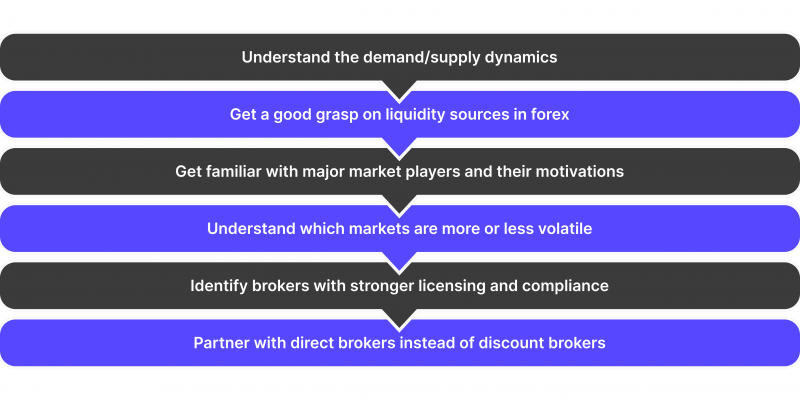 Understand the demand/supply dynamics
Get a good grasp on liquidity sources in forex
Get familiar with major market players and their motivations
Understand which markets are more or less volatile
Identify brokers with stronger licensing and compliance
Partner with direct brokers instead of discount brokers